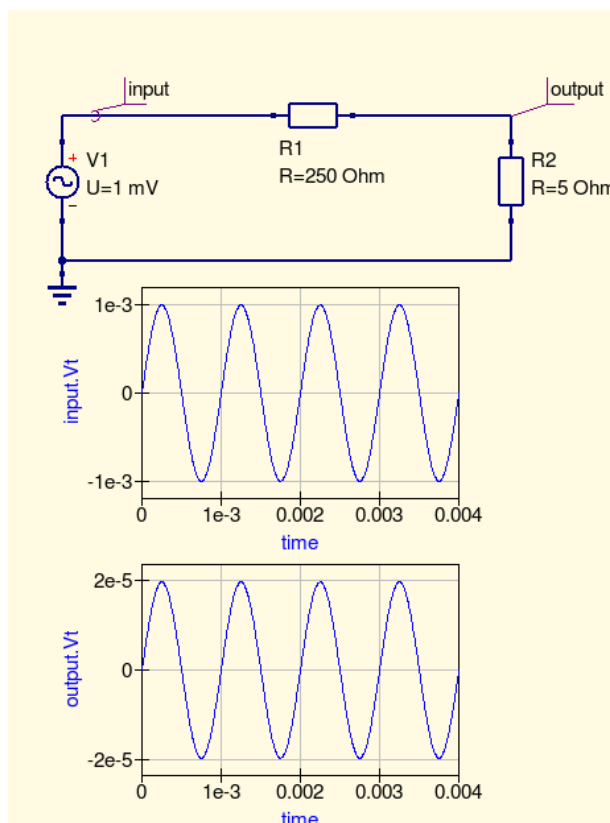 input
output
V1
U=1 mV
R1
R=250 Ohm
R2
R=5 Ohm
1e-3
0
-1e-3
input.Vt
0
1e-3
0.002
0.003
0.004
time
2e-5
0
-2e-5
output.Vt
0
1e-3
0.002
0.003
0.004
time